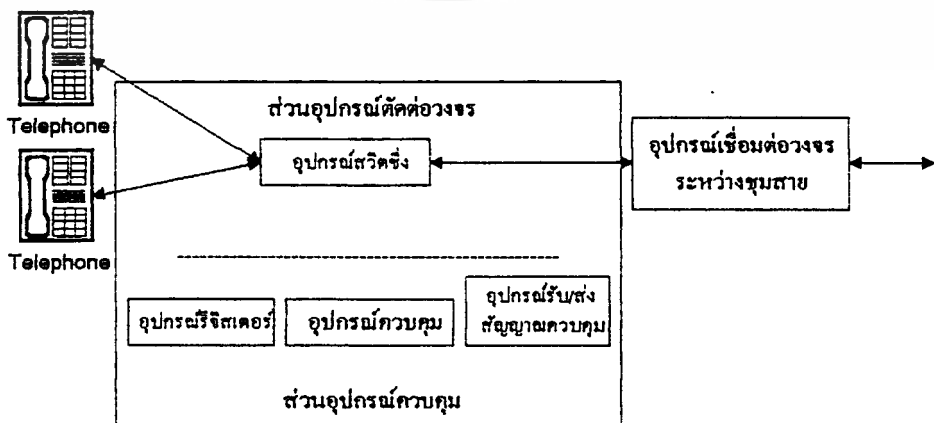 Telephone
Telephone
ส่วนอุปกรณ์ตัดต่อวงจร
อุปกรณ์สวิตชิ่ง
อุปกรณ์เชื่อมต่อวงจร
ระหว่างชุมสาย
อุปกรณ์รีจิสเตอร์
อุปกรณ์ควบคุม
อุปกรณ์รับ/ส่ง
สัญญาณควบคุม
ส่วนอุปกรณ์ควบคุม